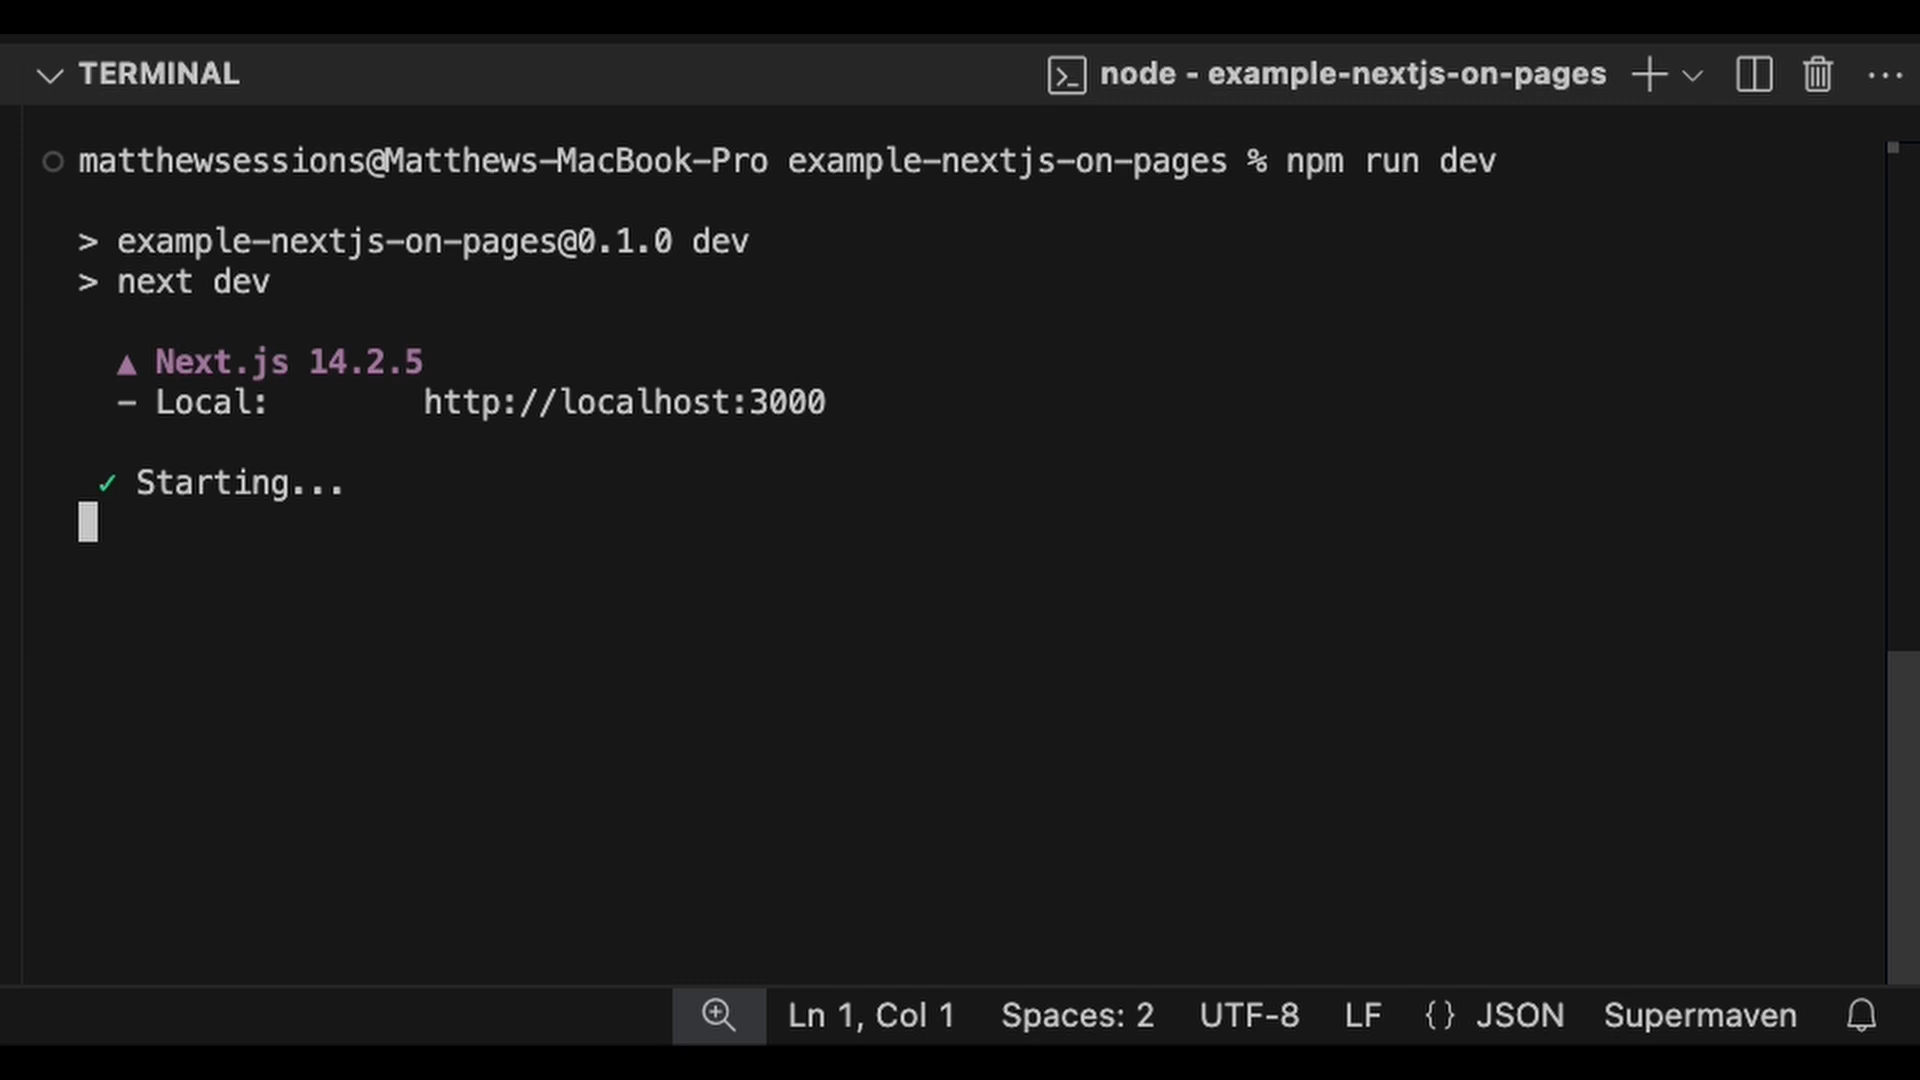 TERMINAL
node - example-nextjs-on-pages
matthewsessions@Matthews-MacBook-Pro example-nextjs-on-pages % npm run dev
> example-nextjs-on-pages@0.1.0 dev
> next dev
▲ Next.js 14.2.5
- Local: http://localhost:3000
✓ Starting...
Ln 1, Col 1 Spaces: 2 UTF-8 LF {} JSON Supermaven